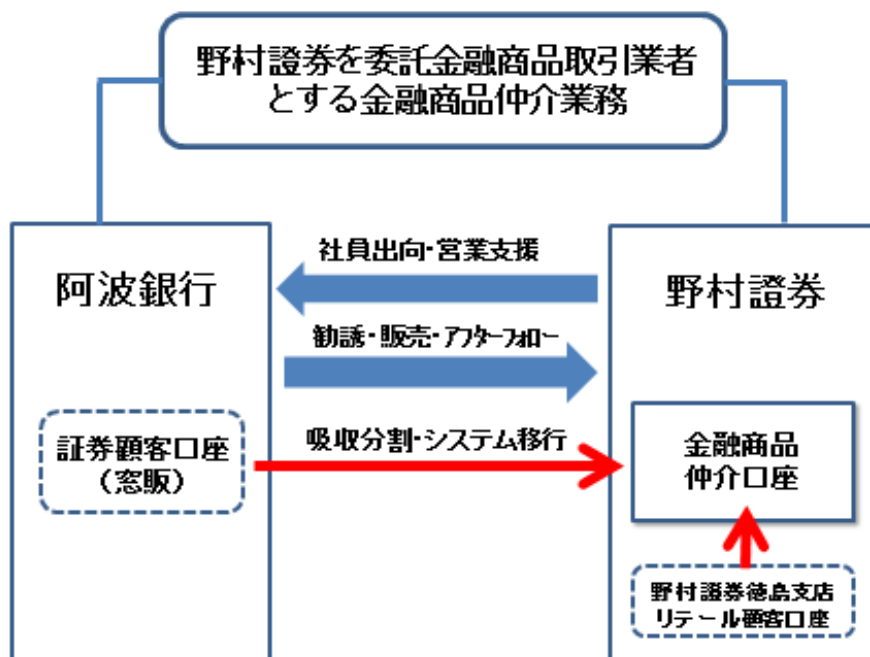 野村證券を委託金融商品取引業者
とする金融商品仲介業務
社員出向・営業支援
阿波銀行
野村證券
勧誘・販売・アフターフォロー
証券顧客口座
（窓販）
吸収分割・システム移行
金融商品
仲介口座
野村證券徳島支店
リテール顧客口座